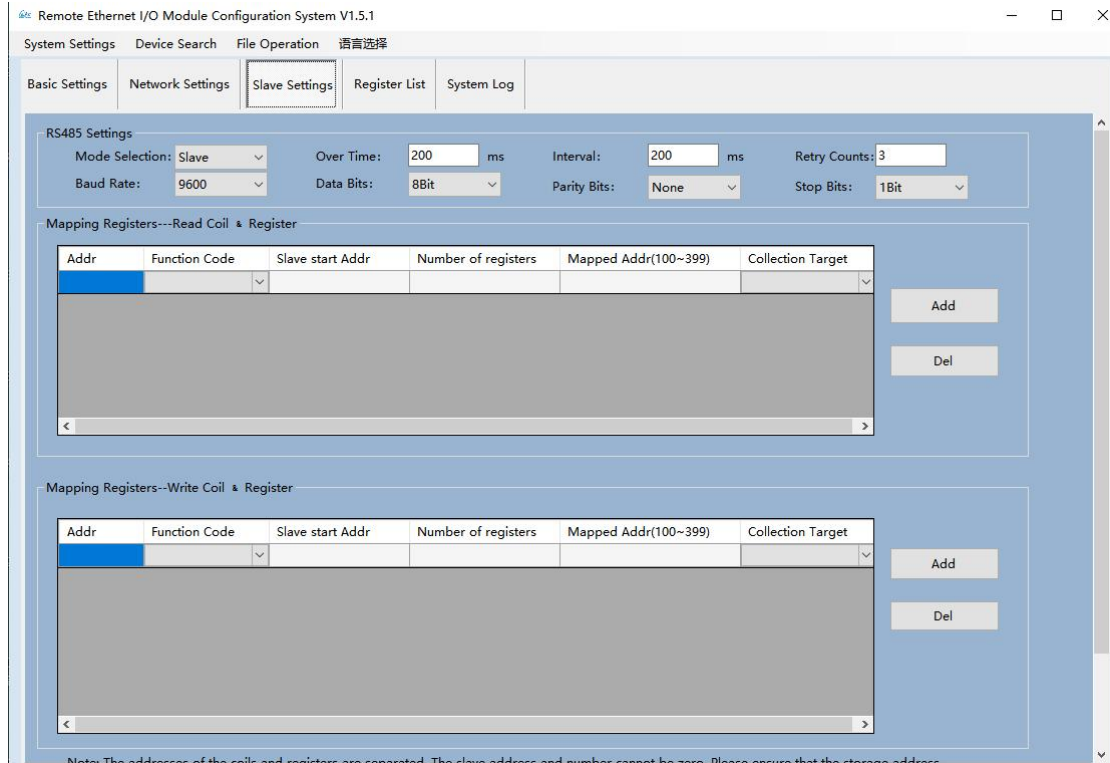 Remote Ethernet I/O Module Configuration System V1.5.1
System Settings Device Search File Operation 语言选择
Basic Settings Network Settings Slave Settings Register List System Log
RS485 Settings
Mode Selection: Slave Over Time: 200 ms Interval: 200 ms Retry Counts: 3
Baud Rate: 9600 Data Bits: 8Bit Parity Bits: None Stop Bits: 1Bit
Mapping Registers---Read Coil & Register
Addr Function Code Slave start Addr Number of registers Mapped Addr(100~399) Collection Target
Add
Del
Mapping Registers--Write Coil & Register
Addr Function Code Slave start Addr Number of registers Mapped Addr(100~399) Collection Target
Add
Del
Note: The addresses of the coils and registers are separated. The slave address and number cannot be zero. Please ensure that the storage address